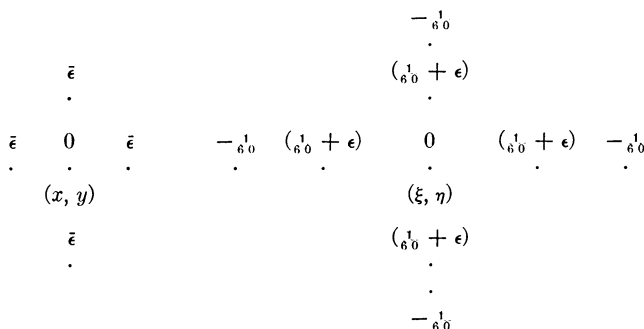 − 1/60
ε̄ (1/60 + ε)
ε̄ 0 ε̄ − 1/60 (1/60 + ε) 0 (1/60 + ε) − 1/60
(x, y) (ξ, η)
ε̄ (1/60 + ε)
− 1/60